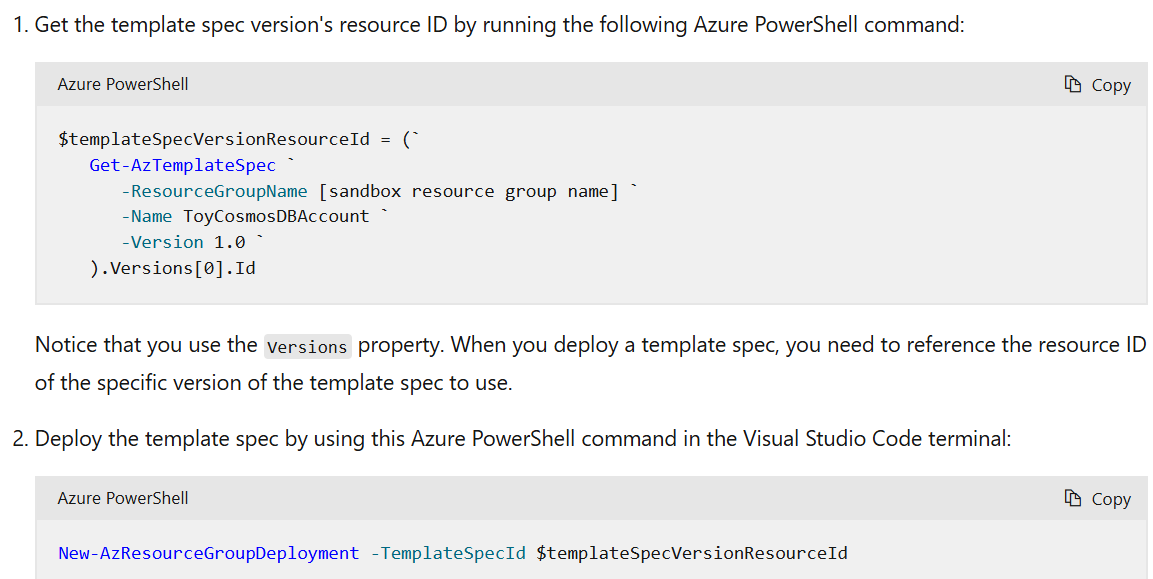 1. Get the template spec version's resource ID by running the following Azure PowerShell command:
Azure PowerShell
Copy
$templateSpecVersionResourceId = (`
   Get-AzTemplateSpec `
      -ResourceGroupName [sandbox resource group name] `
      -Name ToyCosmosDBAccount `
      -Version 1.0 `
   ).Versions[0].Id
Notice that you use the Versions property. When you deploy a template spec, you need to reference the resource ID
of the specific version of the template spec to use.
2. Deploy the template spec by using this Azure PowerShell command in the Visual Studio Code terminal:
Azure PowerShell
Copy
New-AzResourceGroupDeployment -TemplateSpecId $templateSpecVersionResourceId